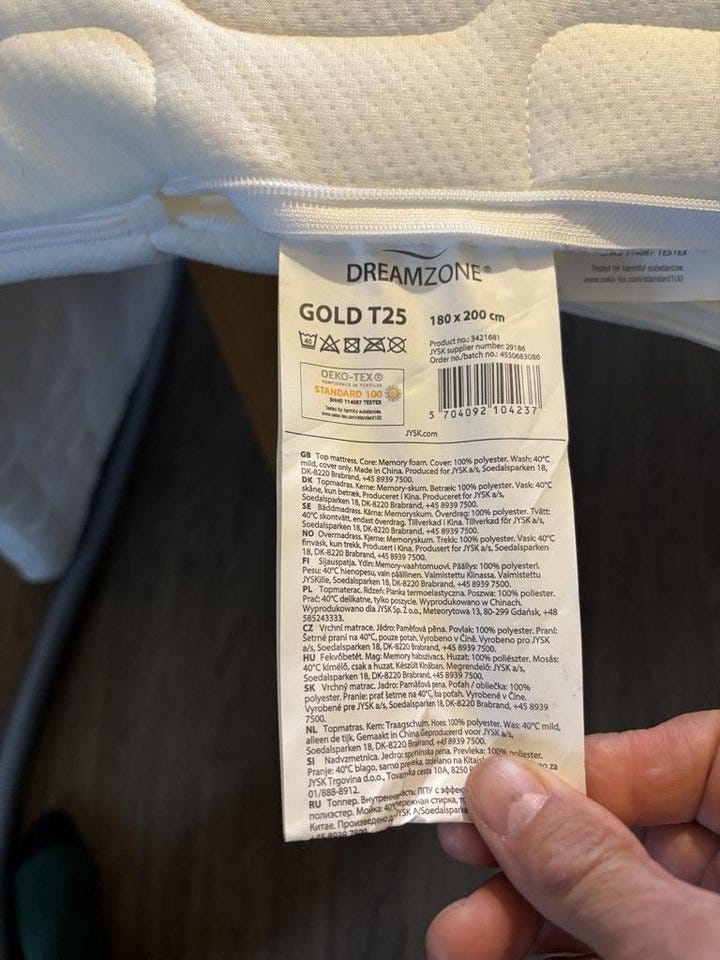 TESTEX
Tested for harmful substances.
www.oeko-tex.com/standard100
DREAMZONE®
GOLD T25
180 x 200 cm
40
Product no.: 3421681
JYSK supplier number: 29186
Order no./batch no.: 4550683086
OEKO-TEX®
CONFIDENCE IN TEXTILES
STANDARD 100
SHHO 114087 TESTEX
Tested for harmful substances.
www.oeko-tex.com/standard100
5 704092 104237
JYSK.com
GB Top mattress. Core: Memory foam. Cover: 100% polyester. Wash: 40°C
mild, cover only. Made in China. Produced for JYSK a/s, Soedalsparken 18,
DK-8220 Brabrand, +45 8939 7500.
DK Topmadras. Kerne: Memory-skum. Betræk: 100% polyester. Vask: 40°C
skåne, kun betræk. Produceret i Kina. Produceret for JYSK a/s,
Soedalsparken 18, DK-8220 Brabrand, +45 8939 7500.
SE Bäddmadrass. Kärna: Memoryskum. Överdrag: 100% polyester. Tvätt:
40°C skontvätt, endast överdrag. Tillverkad i Kina. Tillverkad för JYSK a/s,
Soedalsparken 18, DK-8220 Brabrand, +45 8939 7500.
NO Overmadrass. Kjerne: Memoryskum. Trekk: 100% polyester. Vask: 40°C
finvask, kun trekk. Produsert i Kina. Produsert for JYSK a/s, Soedalsparken
18, DK-8220 Brabrand, +45 8939 7500.
FI Sijauspatja. Ydin: Memory-vaahtomuovi. Päällys: 100% polyesteri.
Pesu: 40°C hienopesu, vain päällinen. Valmistettu Kiinassa. Valmistettu
JYSKille, Soedalsparken 18, DK-8220 Brabrand, +45 8939 7500.
PL Topmaterac. Rdzeń: Pianka termoelastyczna. Poszwa: 100% poliester.
Prać: 40°C delikatne, tylko poszycie. Wyprodukowano w Chinach.
Wyprodukowano dla JYSK Sp. Z o.o., Meteorytowa 13, 80-299 Gdańsk, +48
585243333.
CZ Vrchní matrace. Jádro: Paměťová pěna. Povlak: 100% polyester. Praní:
Šetrné praní na 40°C, pouze potah. Vyrobeno v Číně. Vyrobeno pro JYSK
a/s, Soedalsparken 18, DK-8220 Brabrand, +45 8939 7500.
HU Fekvőbetét. Mag: Memory habszivacs. Huzat: 100% poliészter. Mosás:
40°C kímélő, csak a huzat. Készült Kínában. Megrendelő: JYSK a/s,
Soedalsparken 18, DK-8220 Brabrand, +45 8939 7500.
SK Vrchný matrac. Jadro: Pamäťová pena. Poťah / obliečka: 100%
polyester. Pranie: prať šetrne na 40°C, iba poťah. Vyrobené v Číne.
Vyrobené pre JYSK a/s, Soedalsparken 18, DK-8220 Brabrand, +45 8939
7500.
NL Topmatras. Kern: Traagschuim. Hoes: 100% polyester. Was: 40°C mild,
alleen de tijk. Gemaakt in China Geproduceerd voor JYSK a/s,
Soedalsparken 18, DK-8220 Brabrand, +45 8939 7500.
SI Nadvzmetnica. Jedro: spominska pena. Prevleka: 100% poliester.
Pranje: 40°C blago, samo prevleka. Izdelano na Kitajs za
JYSK Trgovina d.o.o., Tovarniška cesta 10A, 8250
01/888-8912.
RU Топпер. Внутренняя часть: ППУ с эффек
полиэстер. Мойка: 40°бережная стирка,
Китае. Произведено д JYSK A/Soedalsparke
+45 8939 7500